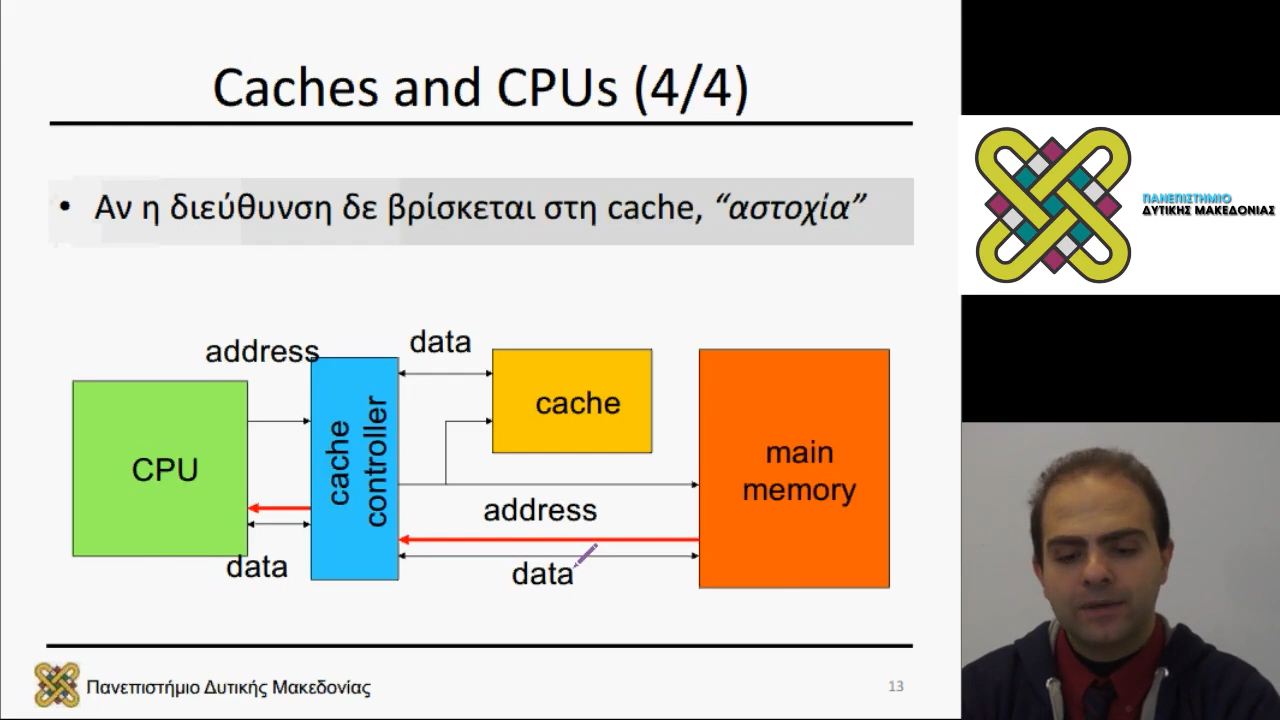 Caches and CPUs (4/4)
• Αν η διεύθυνση δε βρίσκεται στη cache, “αστοχία”
address
data
CPU
cache controller
cache
main
memory
address
data
data
Πανεπιστήμιο Δυτικής Μακεδονίας
13
ΠΑΝΕΠΙΣΤΗΜΙΟ
ΔΥΤΙΚΗΣ ΜΑΚΕΔΟΝΙΑΣ